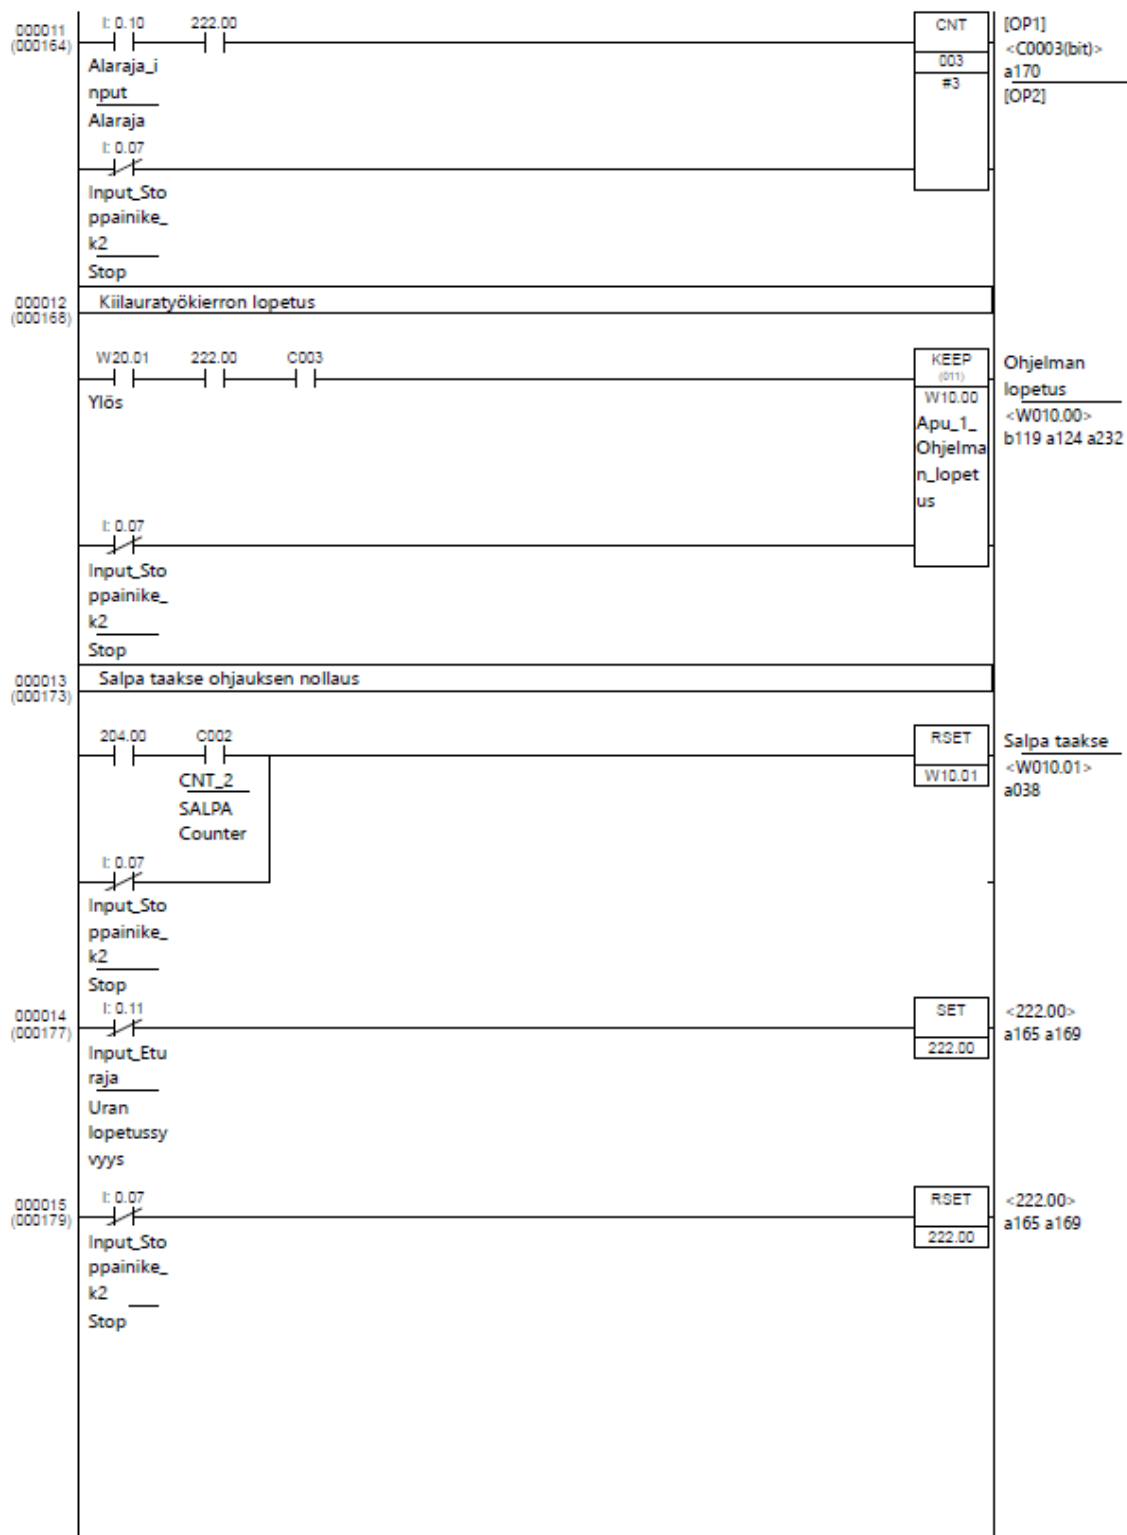 000011
(000164)
I: 0.10 222.00
CNT
003
#3
[OP1]
<C0003(bit)>
a170
[OP2]
Alaraja_i
nput
Alaraja
I: 0.07
Input_Sto
ppainike_
k2
Stop
000012
(000168)
Kiilauratyökierron lopetus
W20.01 222.00 C003
Ylös
KEEP
(011)
W10.00
Apu_1_
Ohjelma
n_lopet
us
Ohjelman
lopetus
<W010.00>
b119 a124 a232
I: 0.07
Input_Sto
ppainike_
k2
Stop
000013
(000173)
Salpa taakse ohjauksen nollaus
204.00 C002
CNT_2
SALPA
Counter
RSET
W10.01
Salpa taakse
<W010.01>
a038
I: 0.07
Input_Sto
ppainike_
k2
Stop
000014
(000177)
I: 0.11
Input_Etu
raja
Uran
lopetussy
vyys
SET
222.00
<222.00>
a165 a169
000015
(000179)
I: 0.07
Input_Sto
ppainike_
k2
Stop
RSET
222.00
<222.00>
a165 a169